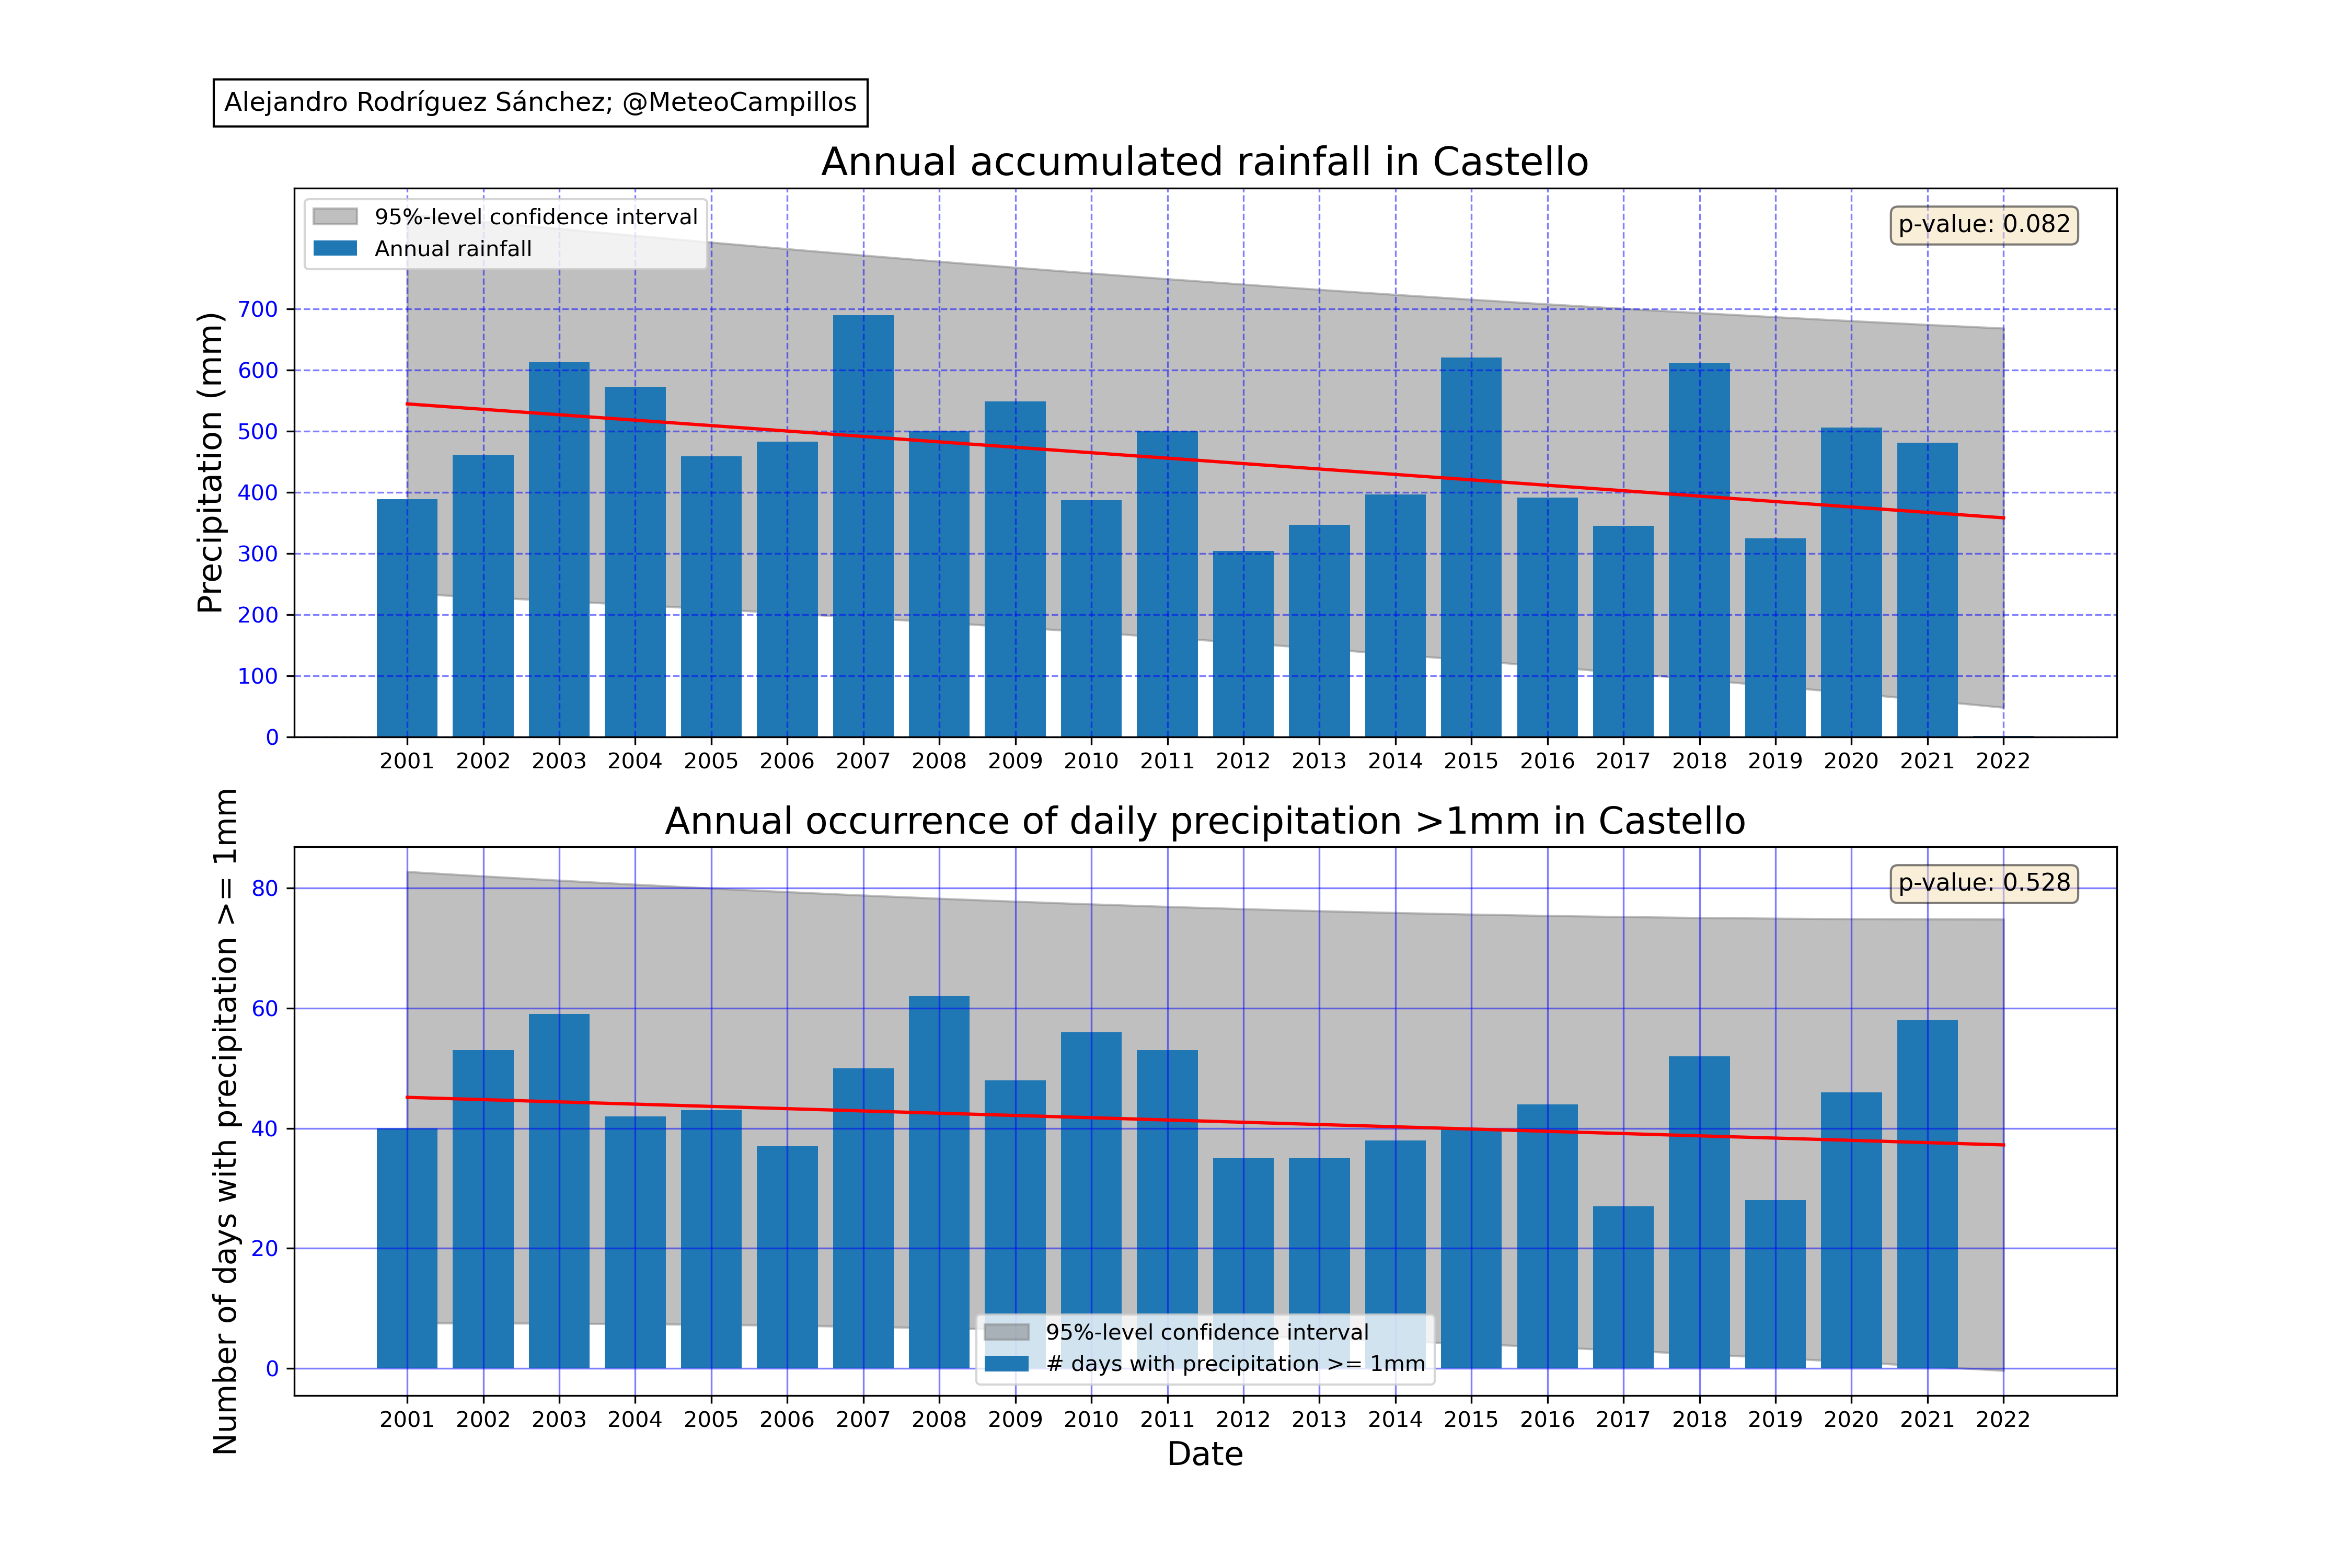 Alejandro Rodríguez Sánchez; @MeteoCampillos
Annual accumulated rainfall in Castello
95%-level confidence interval
Annual rainfall
p-value: 0.082
Precipitation (mm)
700
600
500
400
300
200
100
0
2001 2002 2003 2004 2005 2006 2007 2008 2009 2010 2011 2012 2013 2014 2015 2016 2017 2018 2019 2020 2021 2022
Annual occurrence of daily precipitation >1mm in Castello
p-value: 0.528
Number of days with precipitation >= 1mm
80
60
40
20
0
95%-level confidence interval
# days with precipitation >= 1mm
2001 2002 2003 2004 2005 2006 2007 2008 2009 2010 2011 2012 2013 2014 2015 2016 2017 2018 2019 2020 2021 2022
Date